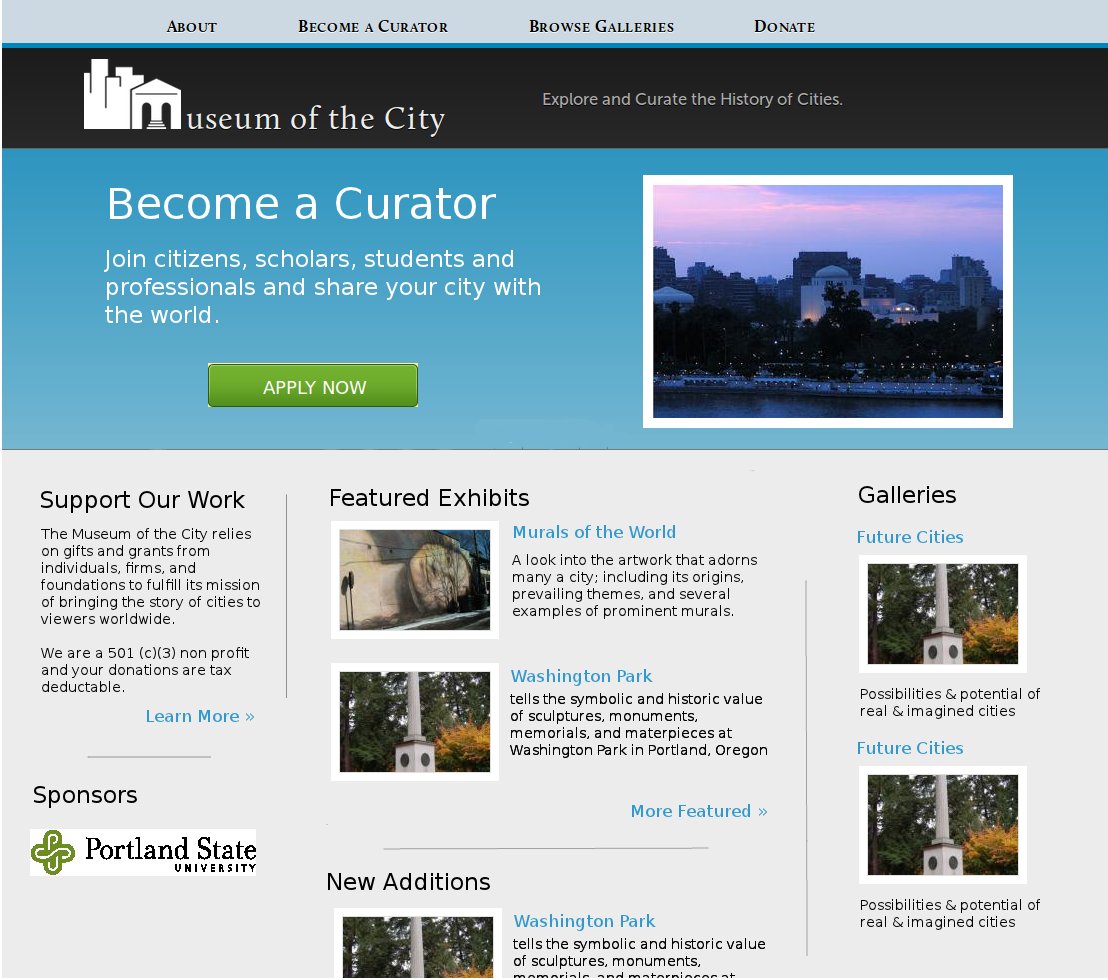 About Become a Curator Browse Galleries Donate
useum of the City
Explore and Curate the History of Cities.
Become a Curator
Join citizens, scholars, students and
professionals and share your city with
the world.
APPLY NOW
Support Our Work
The Museum of the City relies
on gifts and grants from
individuals, firms, and
foundations to fulfill its mission
of bringing the story of cities to
viewers worldwide.
We are a 501 (c)(3) non profit
and your donations are tax
deductable.
Learn More »
Sponsors
Portland State
UNIVERSITY
Featured Exhibits
Murals of the World
A look into the artwork that adorns
many a city; including its origins,
prevailing themes, and several
examples of prominent murals.
Washington Park
tells the symbolic and historic value
of sculptures, monuments,
memorials, and materpieces at
Washington Park in Portland, Oregon
More Featured »
New Additions
Washington Park
tells the symbolic and historic value
of sculptures, monuments,
memorials, and materpieces at
Galleries
Future Cities
Possibilities & potential of
real & imagined cities
Future Cities
Possibilities & potential of
real & imagined cities